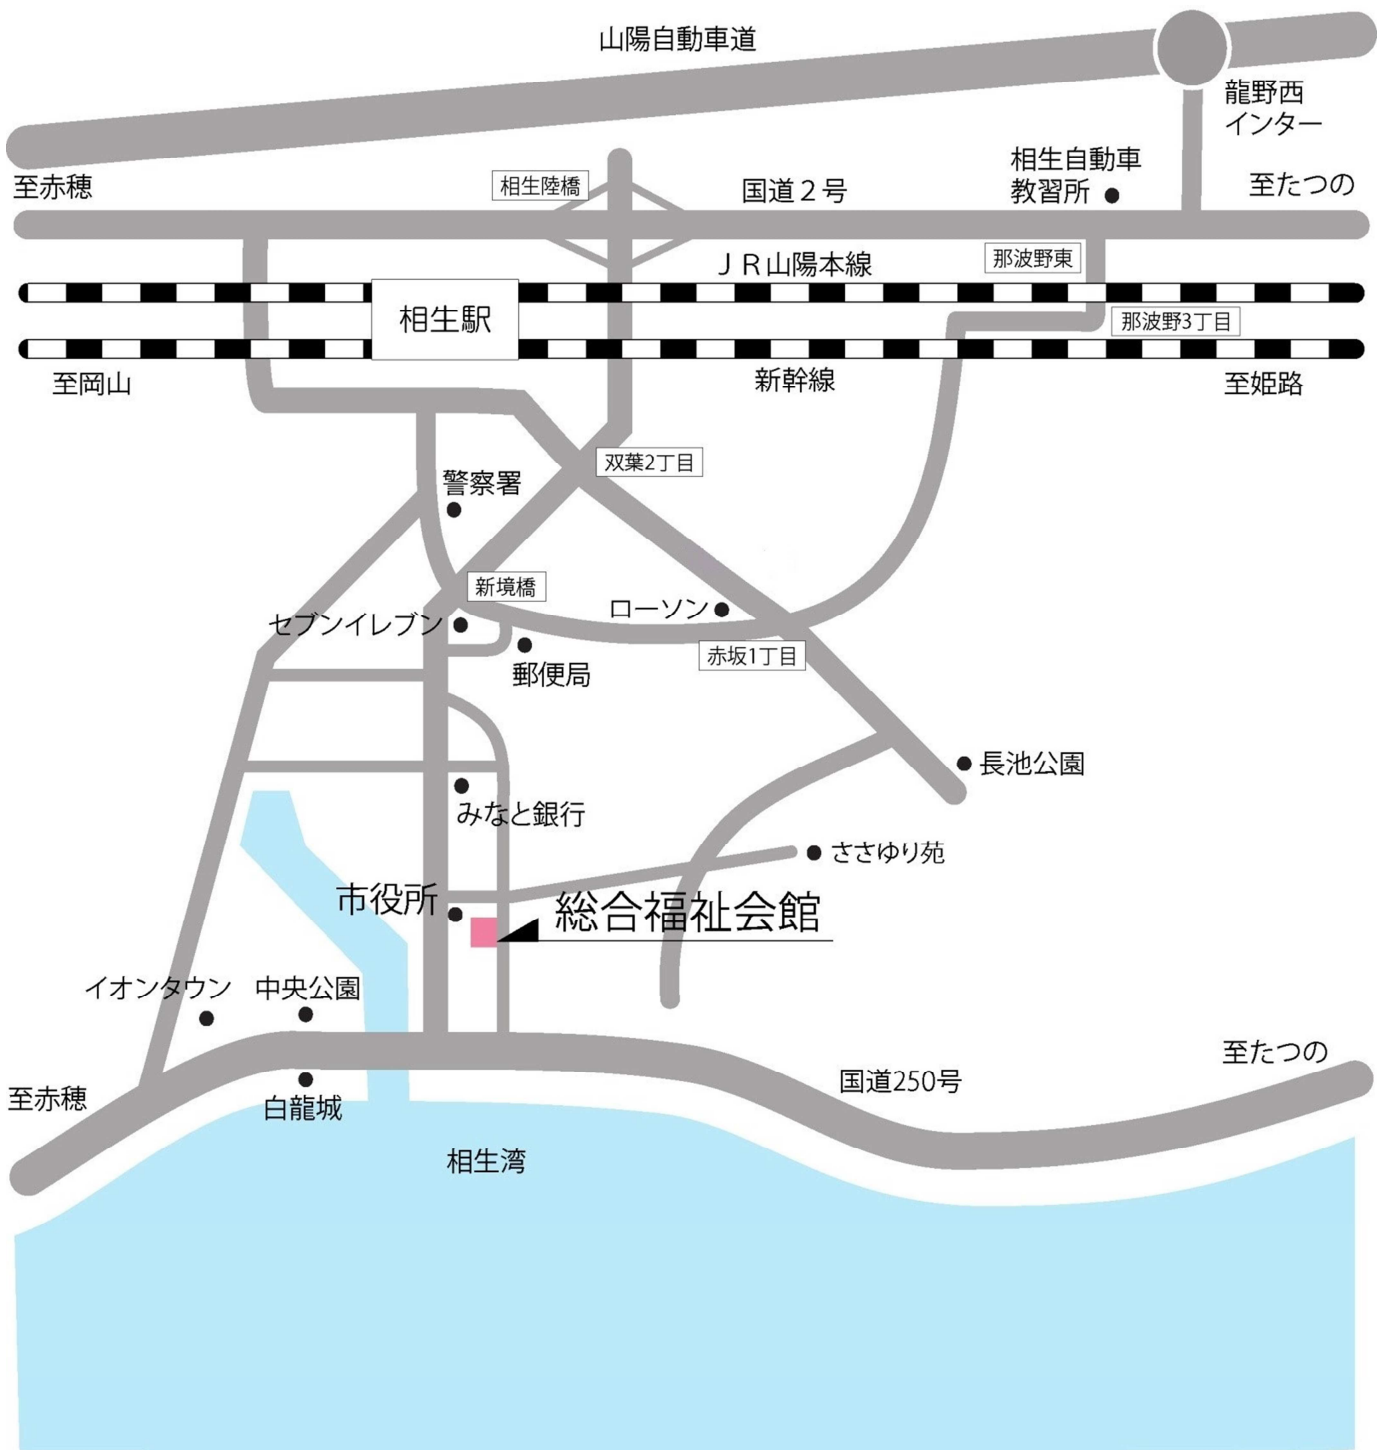 山陽自動車道
龍野西
インター
相生自動車
教習所
至赤穂
相生陸橋
国道２号
至たつの
ＪＲ山陽本線
那波野東
相生駅
那波野3丁目
至岡山
新幹線
至姫路
双葉2丁目
警察署
新境橋
セブンイレブン
ローソン
郵便局
赤坂1丁目
長池公園
みなと銀行
ささゆり苑
市役所
総合福祉会館
イオンタウン
中央公園
至たつの
国道250号
至赤穂
白龍城
相生湾